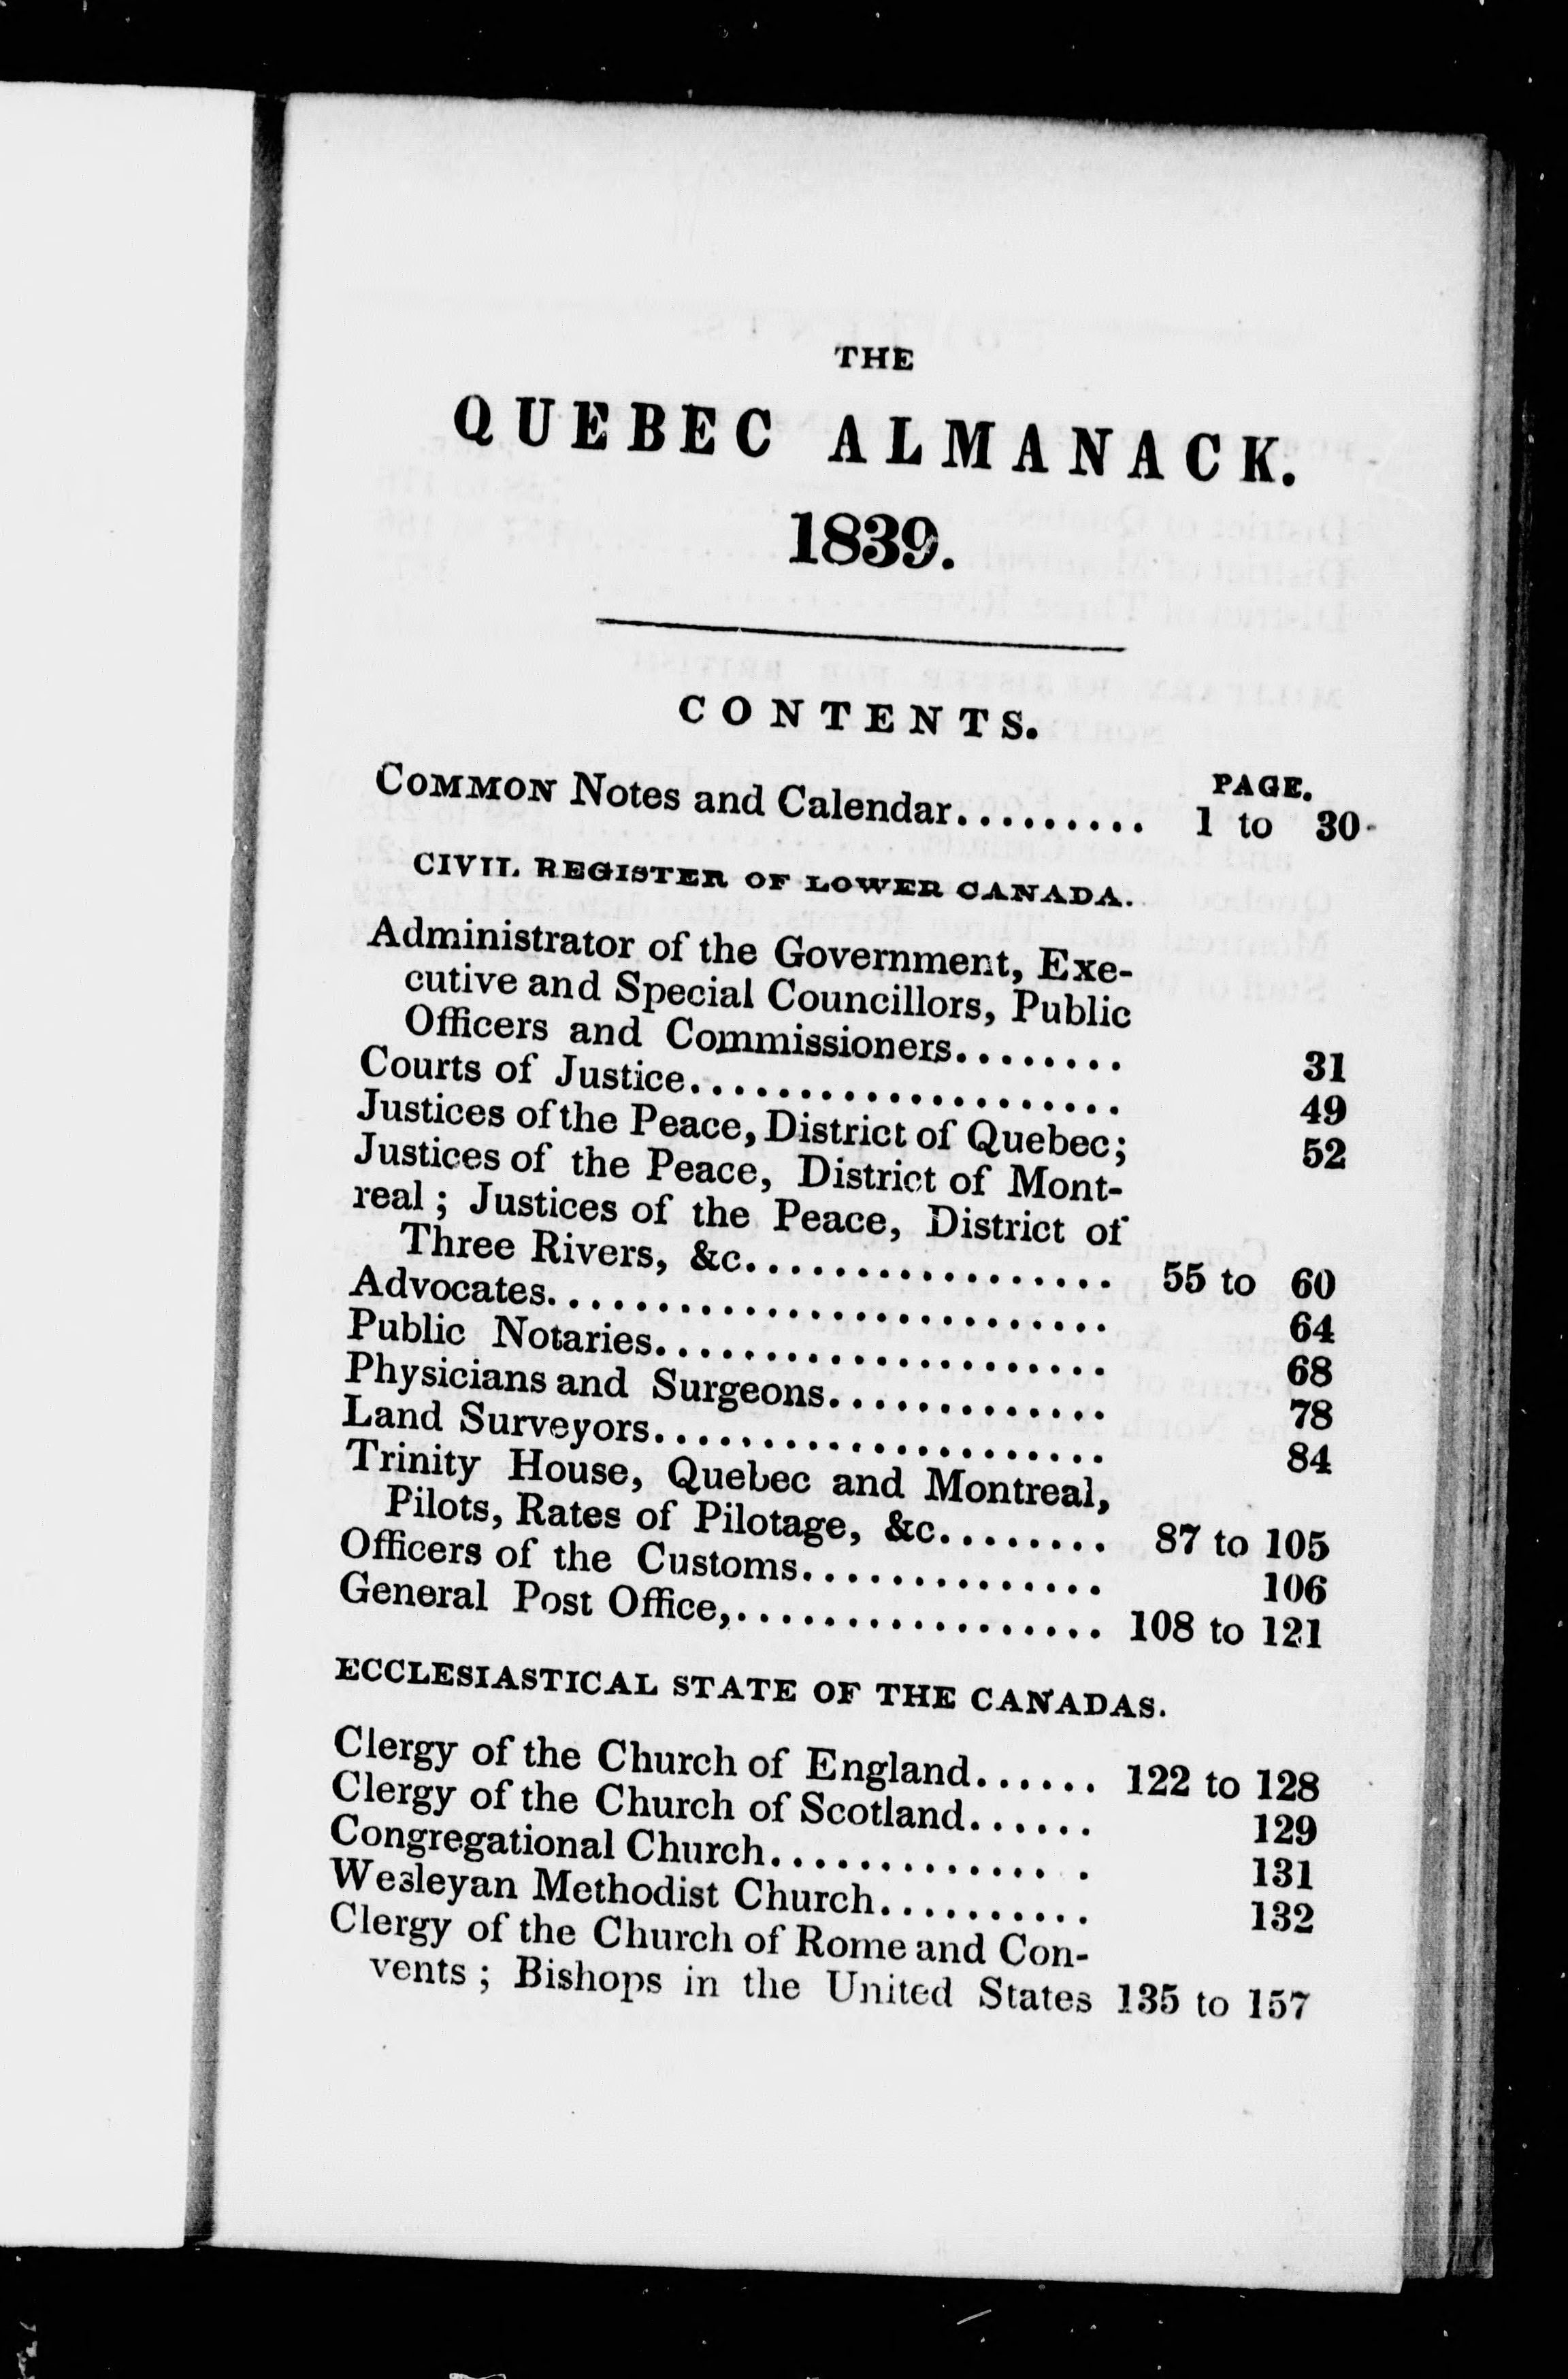 THE
QUEBEC ALMANACK.
1839.
CONTENTS.
PAGE.
COMMON Notes and Calendar......... 1 to 30
CIVIL REGISTER OF LOWER CANADA.
Administrator of the Government, Exe-
cutive and Special Councillors, Public
Officers and Commissioners........ 31
Courts of Justice.................... 49
Justices of the Peace, District of Quebec; 52
Justices of the Peace, District of Mont-
real; Justices of the Peace, District of
Three Rivers, &c................. 55 to 60
Advocates.......................... 64
Public Notaries..................... 68
Physicians and Surgeons............. 78
Land Surveyors..................... 84
Trinity House, Quebec and Montreal,
Pilots, Rates of Pilotage, &c........ 87 to 105
Officers of the Customs.............. 106
General Post Office,................. 108 to 121
ECCLESIASTICAL STATE OF THE CANADAS.
Clergy of the Church of England...... 122 to 128
Clergy of the Church of Scotland...... 129
Congregational Church.............. . 131
Wesleyan Methodist Church.......... 132
Clergy of the Church of Rome and Con-
vents; Bishops in the United States 135 to 157